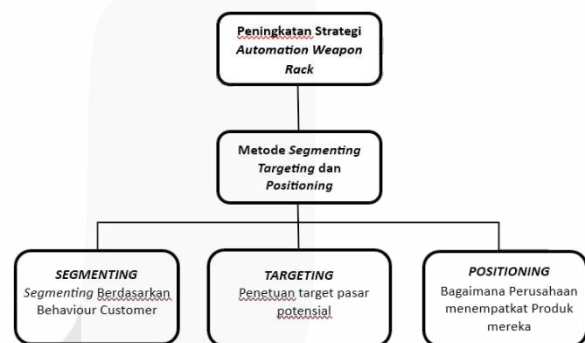 Peningkatan Strategi
Automation Weapon
Rack
Metode Segmenting
Targeting dan
Positioning
SEGMENTING
Segmenting Berdasarkan
Behaviour Customer
TARGETING
Penetuan target pasar
potensial
POSITIONING
Bagaimana Perusahaan
menempatkat Produk
mereka